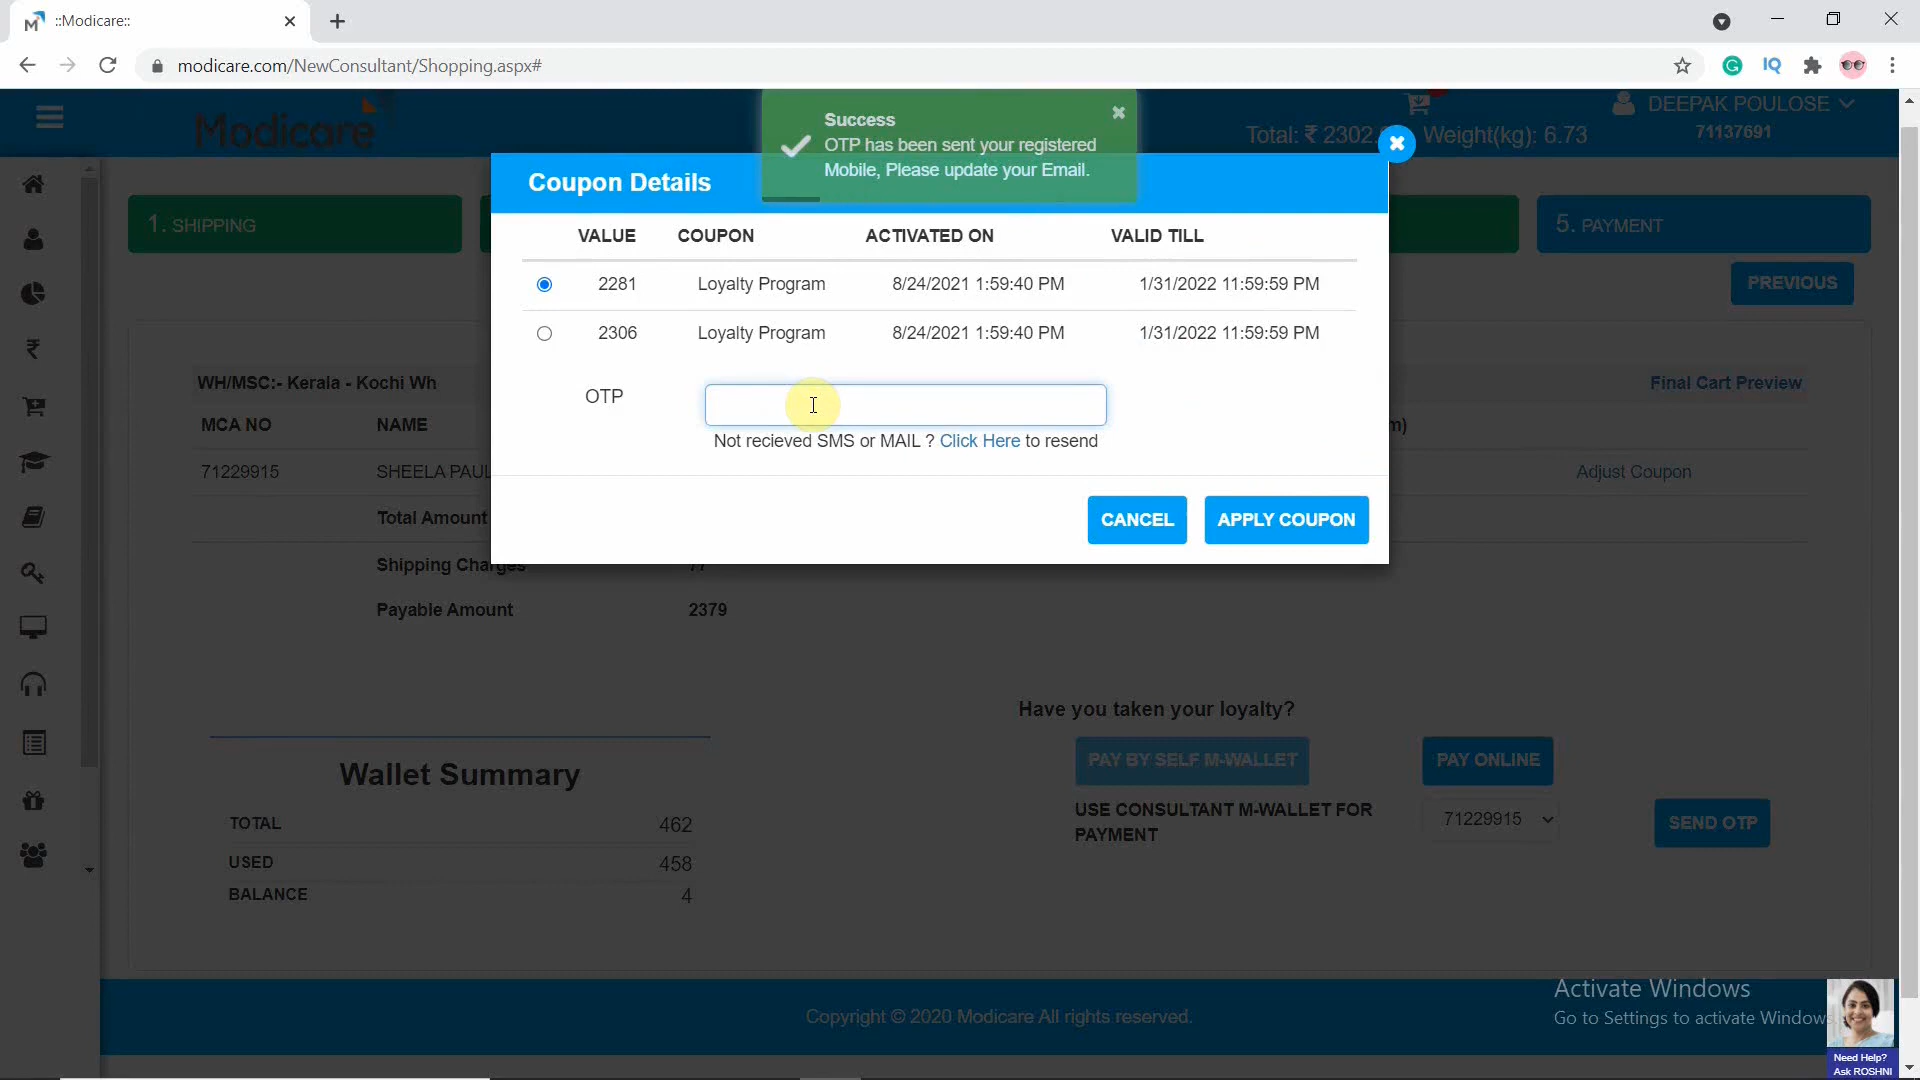 ::Modicare::
modicare.com/NewConsultant/Shopping.aspx#
IQ
Modicare
Success
OTP has been sent your registered
Mobile, Please update your Email.
Total: ₹ 2302. Weight(kg): 6.73
DEEPAK POULOSE
71137691
Coupon Details
1. SHIPPING
5. PAYMENT
PREVIOUS
VALUE COUPON ACTIVATED ON VALID TILL
2281 Loyalty Program 8/24/2021 1:59:40 PM 1/31/2022 11:59:59 PM
2306 Loyalty Program 8/24/2021 1:59:40 PM 1/31/2022 11:59:59 PM
OTP
Not recieved SMS or MAIL ? Click Here to resend
CANCEL APPLY COUPON
WH/MSC:- Kerala - Kochi Wh
Final Cart Preview
MCA NO NAME
71229915 SHEELA PAUL
Adjust Coupon
Total Amount
Shipping Charges 77
Payable Amount 2379
Have you taken your loyalty?
PAY BY SELF M-WALLET PAY ONLINE
USE CONSULTANT M-WALLET FOR
PAYMENT
71229915
SEND OTP
Wallet Summary
TOTAL 462
USED 458
BALANCE 4
Copyright © 2020 Modicare All rights reserved.
Activate Windows
Go to Settings to activate Window
Need Help?
Ask ROSHNI